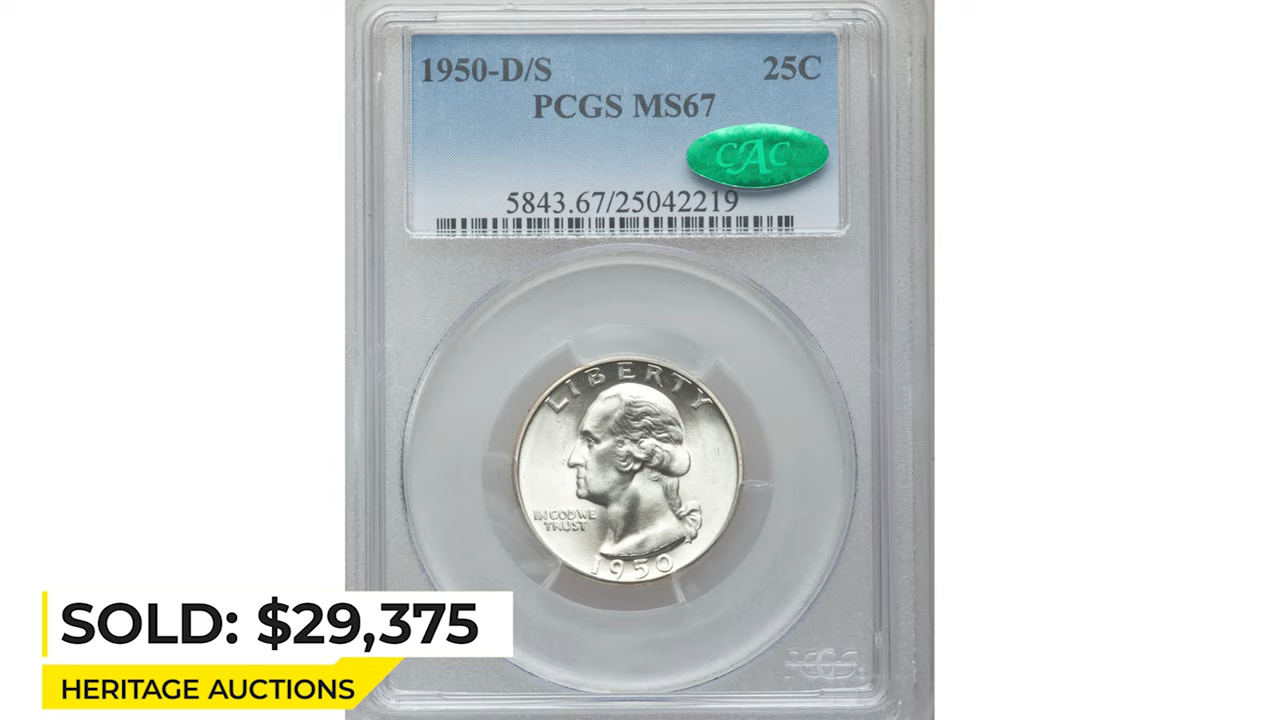 1950-D/S 25C
PCGS MS67
CAC
5843.67/25042219
LIBERTY
IN GOD WE
TRUST
1950
PCGS
SOLD: $29,375
HERITAGE AUCTIONS